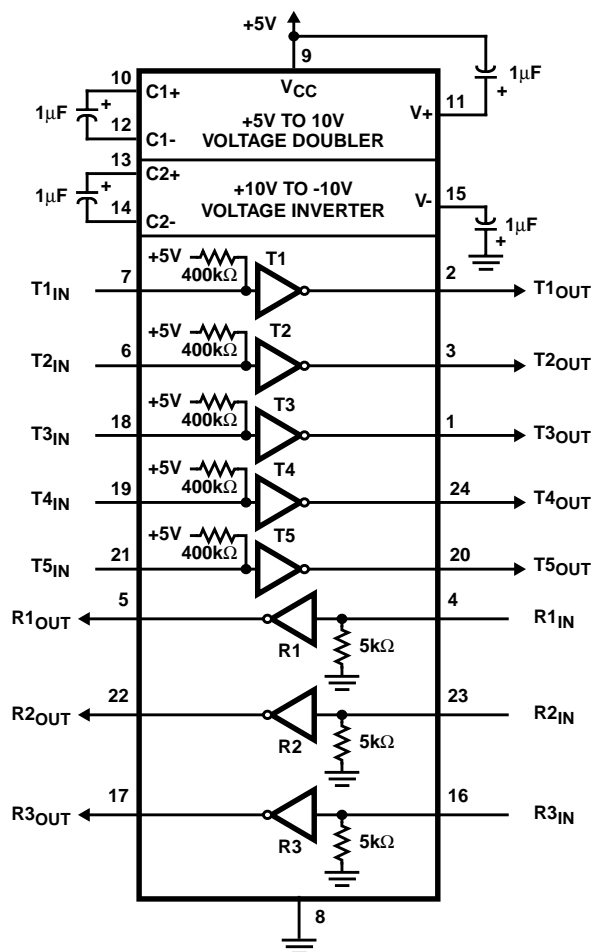 +5V
9
10
C1+
VCC
1μF
+
+5V TO 10V
VOLTAGE DOUBLER
V+
11
+
1μF
12
C1-
13
C2+
1μF
+
+10V TO -10V
VOLTAGE INVERTER
V-
15
14
C2-
1μF
+
+5V
400kΩ
T1
T1IN
7
2
T1OUT
+5V
400kΩ
T2
T2IN
6
3
T2OUT
+5V
400kΩ
T3
T3IN
18
1
T3OUT
+5V
400kΩ
T4
T4IN
19
24
T4OUT
+5V
400kΩ
T5
T5IN
21
20
T5OUT
R1OUT
5
4
R1IN
R1
5kΩ
R2OUT
22
23
R2IN
R2
5kΩ
R3OUT
17
16
R3IN
R3
5kΩ
8